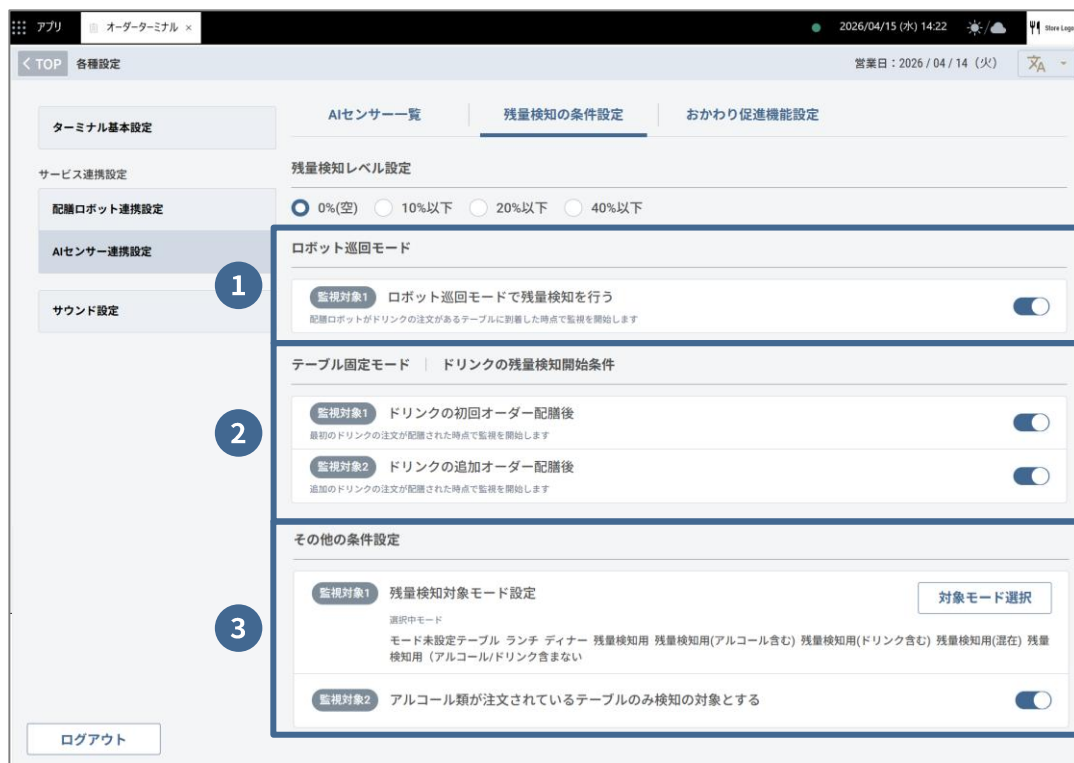 アプリ オーダーターミナル × 2026/04/15 (水) 14:22 Store Logo
< TOP 各種設定 営業日：2026 / 04 / 14（火） 文A
ターミナル基本設定
サービス連携設定
配膳ロボット連携設定
AIセンサー連携設定
サウンド設定
ログアウト
AIセンサー一覧 残量検知の条件設定 おかわり促進機能設定
残量検知レベル設定
0%(空) 10%以下 20%以下 40%以下
1
ロボット巡回モード
監視対象1 ロボット巡回モードで残量検知を行う
配膳ロボットがドリンクの注文があるテーブルに到着した時点で監視を開始します
2
テーブル固定モード | ドリンクの残量検知開始条件
監視対象1 ドリンクの初回オーダー配膳後
最初のドリンクの注文が配膳された時点で監視を開始します
監視対象2 ドリンクの追加オーダー配膳後
追加のドリンクの注文が配膳された時点で監視を開始します
3
その他の条件設定
監視対象1 残量検知対象モード設定 対象モード選択
選択中モード
モード未設定テーブル ランチ ディナー 残量検知用 残量検知用(アルコール含む) 残量検知用(ドリンク含む) 残量検知用(混在) 残量
検知用（アルコール/ドリンク含まない
監視対象2 アルコール類が注文されているテーブルのみ検知の対象とする